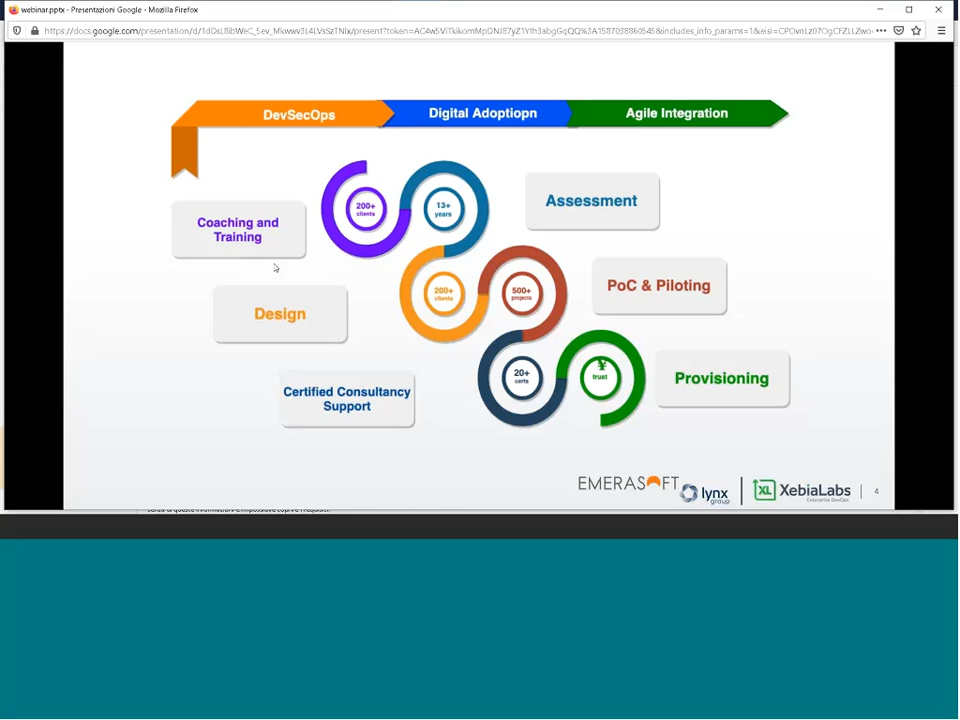 webinar.pptx - Presentazioni Google - Mozilla Firefox
DevSecOps
Digital Adoptiopn
Agile Integration
200+
clients
13+
years
Assessment
Coaching and
Training
200+
clients
500+
projects
PoC & Piloting
Design
20+
certs
trust
Provisioning
Certified Consultancy
Support
EMERASOFT
lynx
group
XL
XebiaLabs
Enterprise DevOps
4